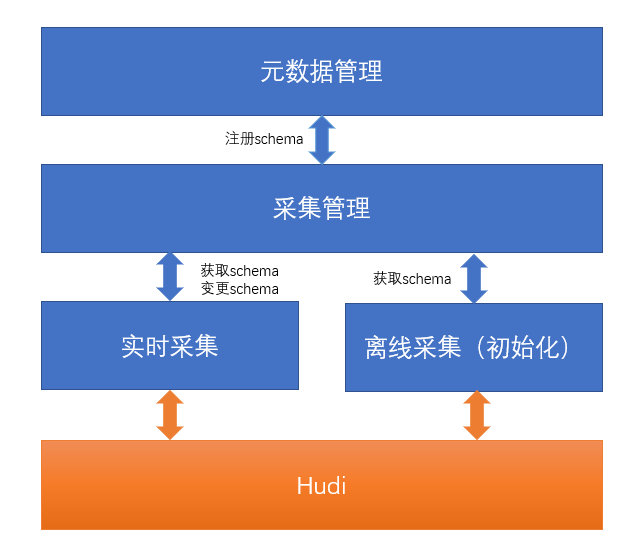 元数据管理
注册schema
采集管理
获取schema
变更schema
获取schema
实时采集
离线采集（初始化）
Hudi